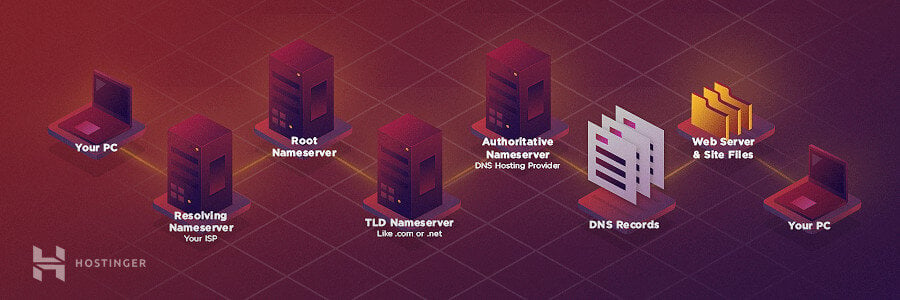 Your PC
Resolving
Nameserver
Your ISP
Root
Nameserver
TLD Nameserver
Like .com or .net
Authoritative
Nameserver
DNS Hosting Provider
DNS Records
Web Server
& Site Files
Your PC
HOSTINGER